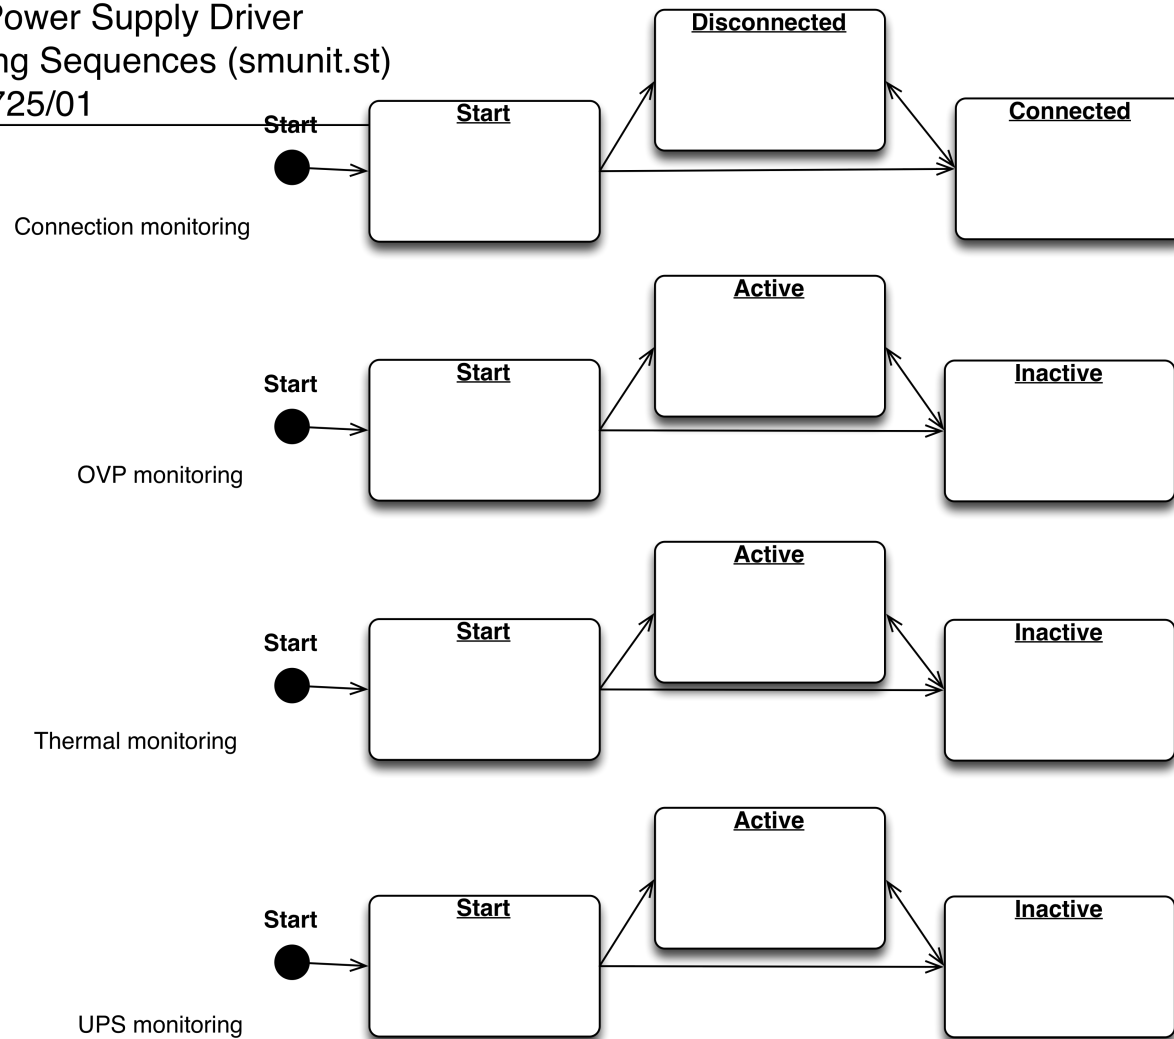 Power Supply Driver
ng Sequences (smunit.st)
725/01
Disconnected
Start
Start
Connected
Connection monitoring
Active
Start
Start
Inactive
OVP monitoring
Active
Start
Start
Inactive
Thermal monitoring
Active
Start
Start
Inactive
UPS monitoring